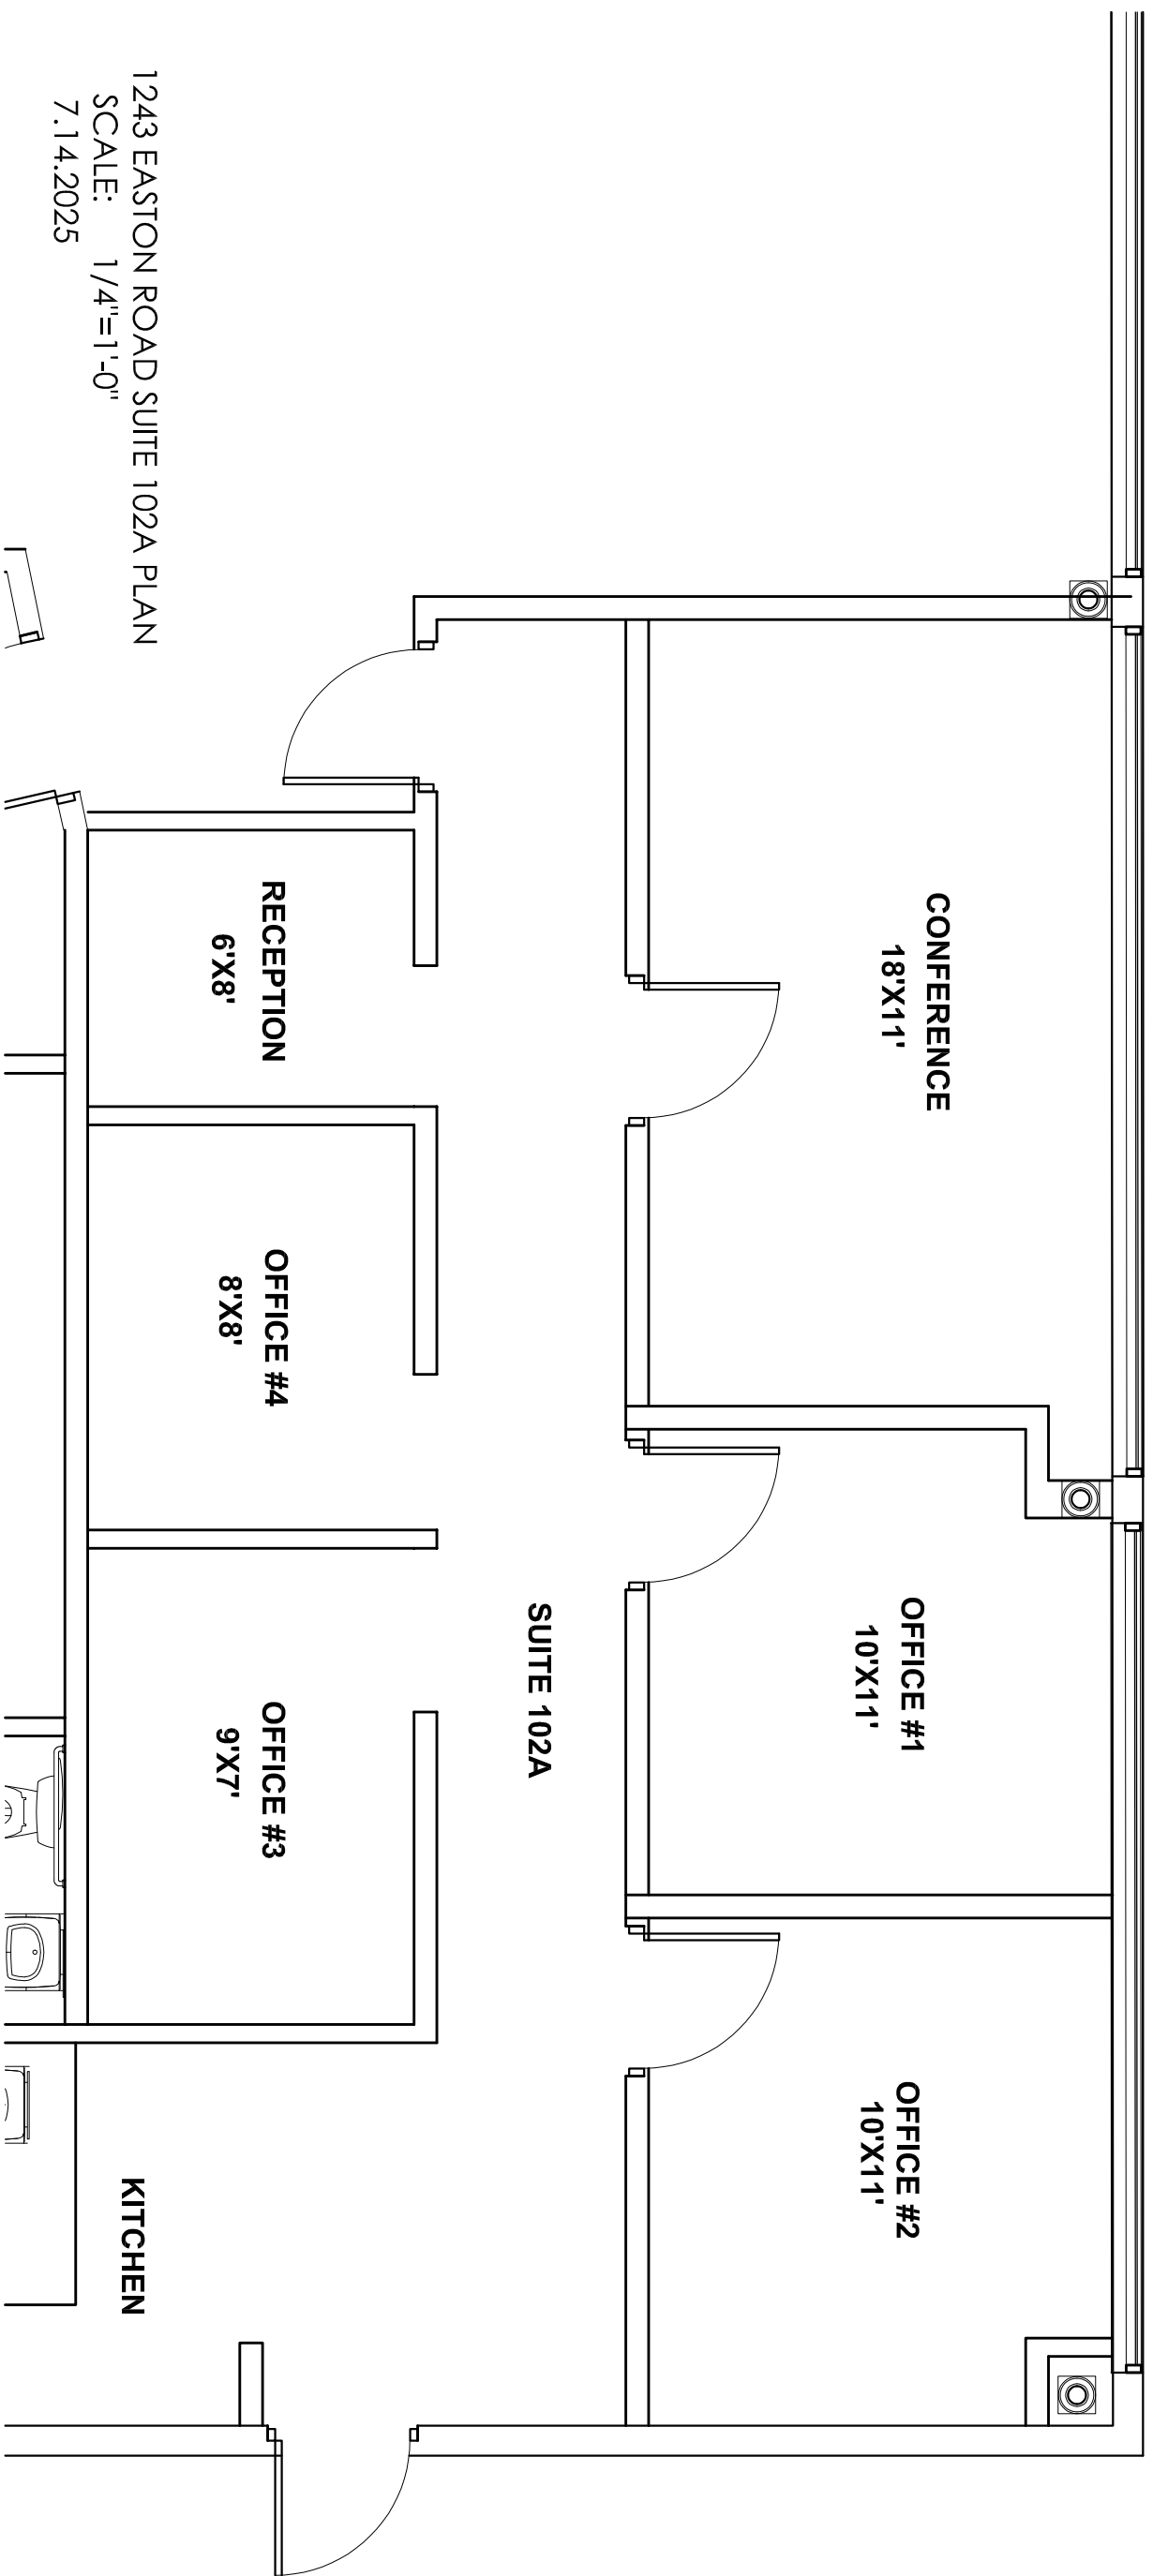 CONFERENCE
18'X11'
OFFICE #1
10'X11'
OFFICE #2
10'X11'
SUITE 102A
RECEPTION
6'X8'
OFFICE #4
8'X8'
OFFICE #3
9'X7'
KITCHEN
1243 EASTON ROAD SUITE 102A PLAN
SCALE: 1/4"=1'-0"
7.14.2025